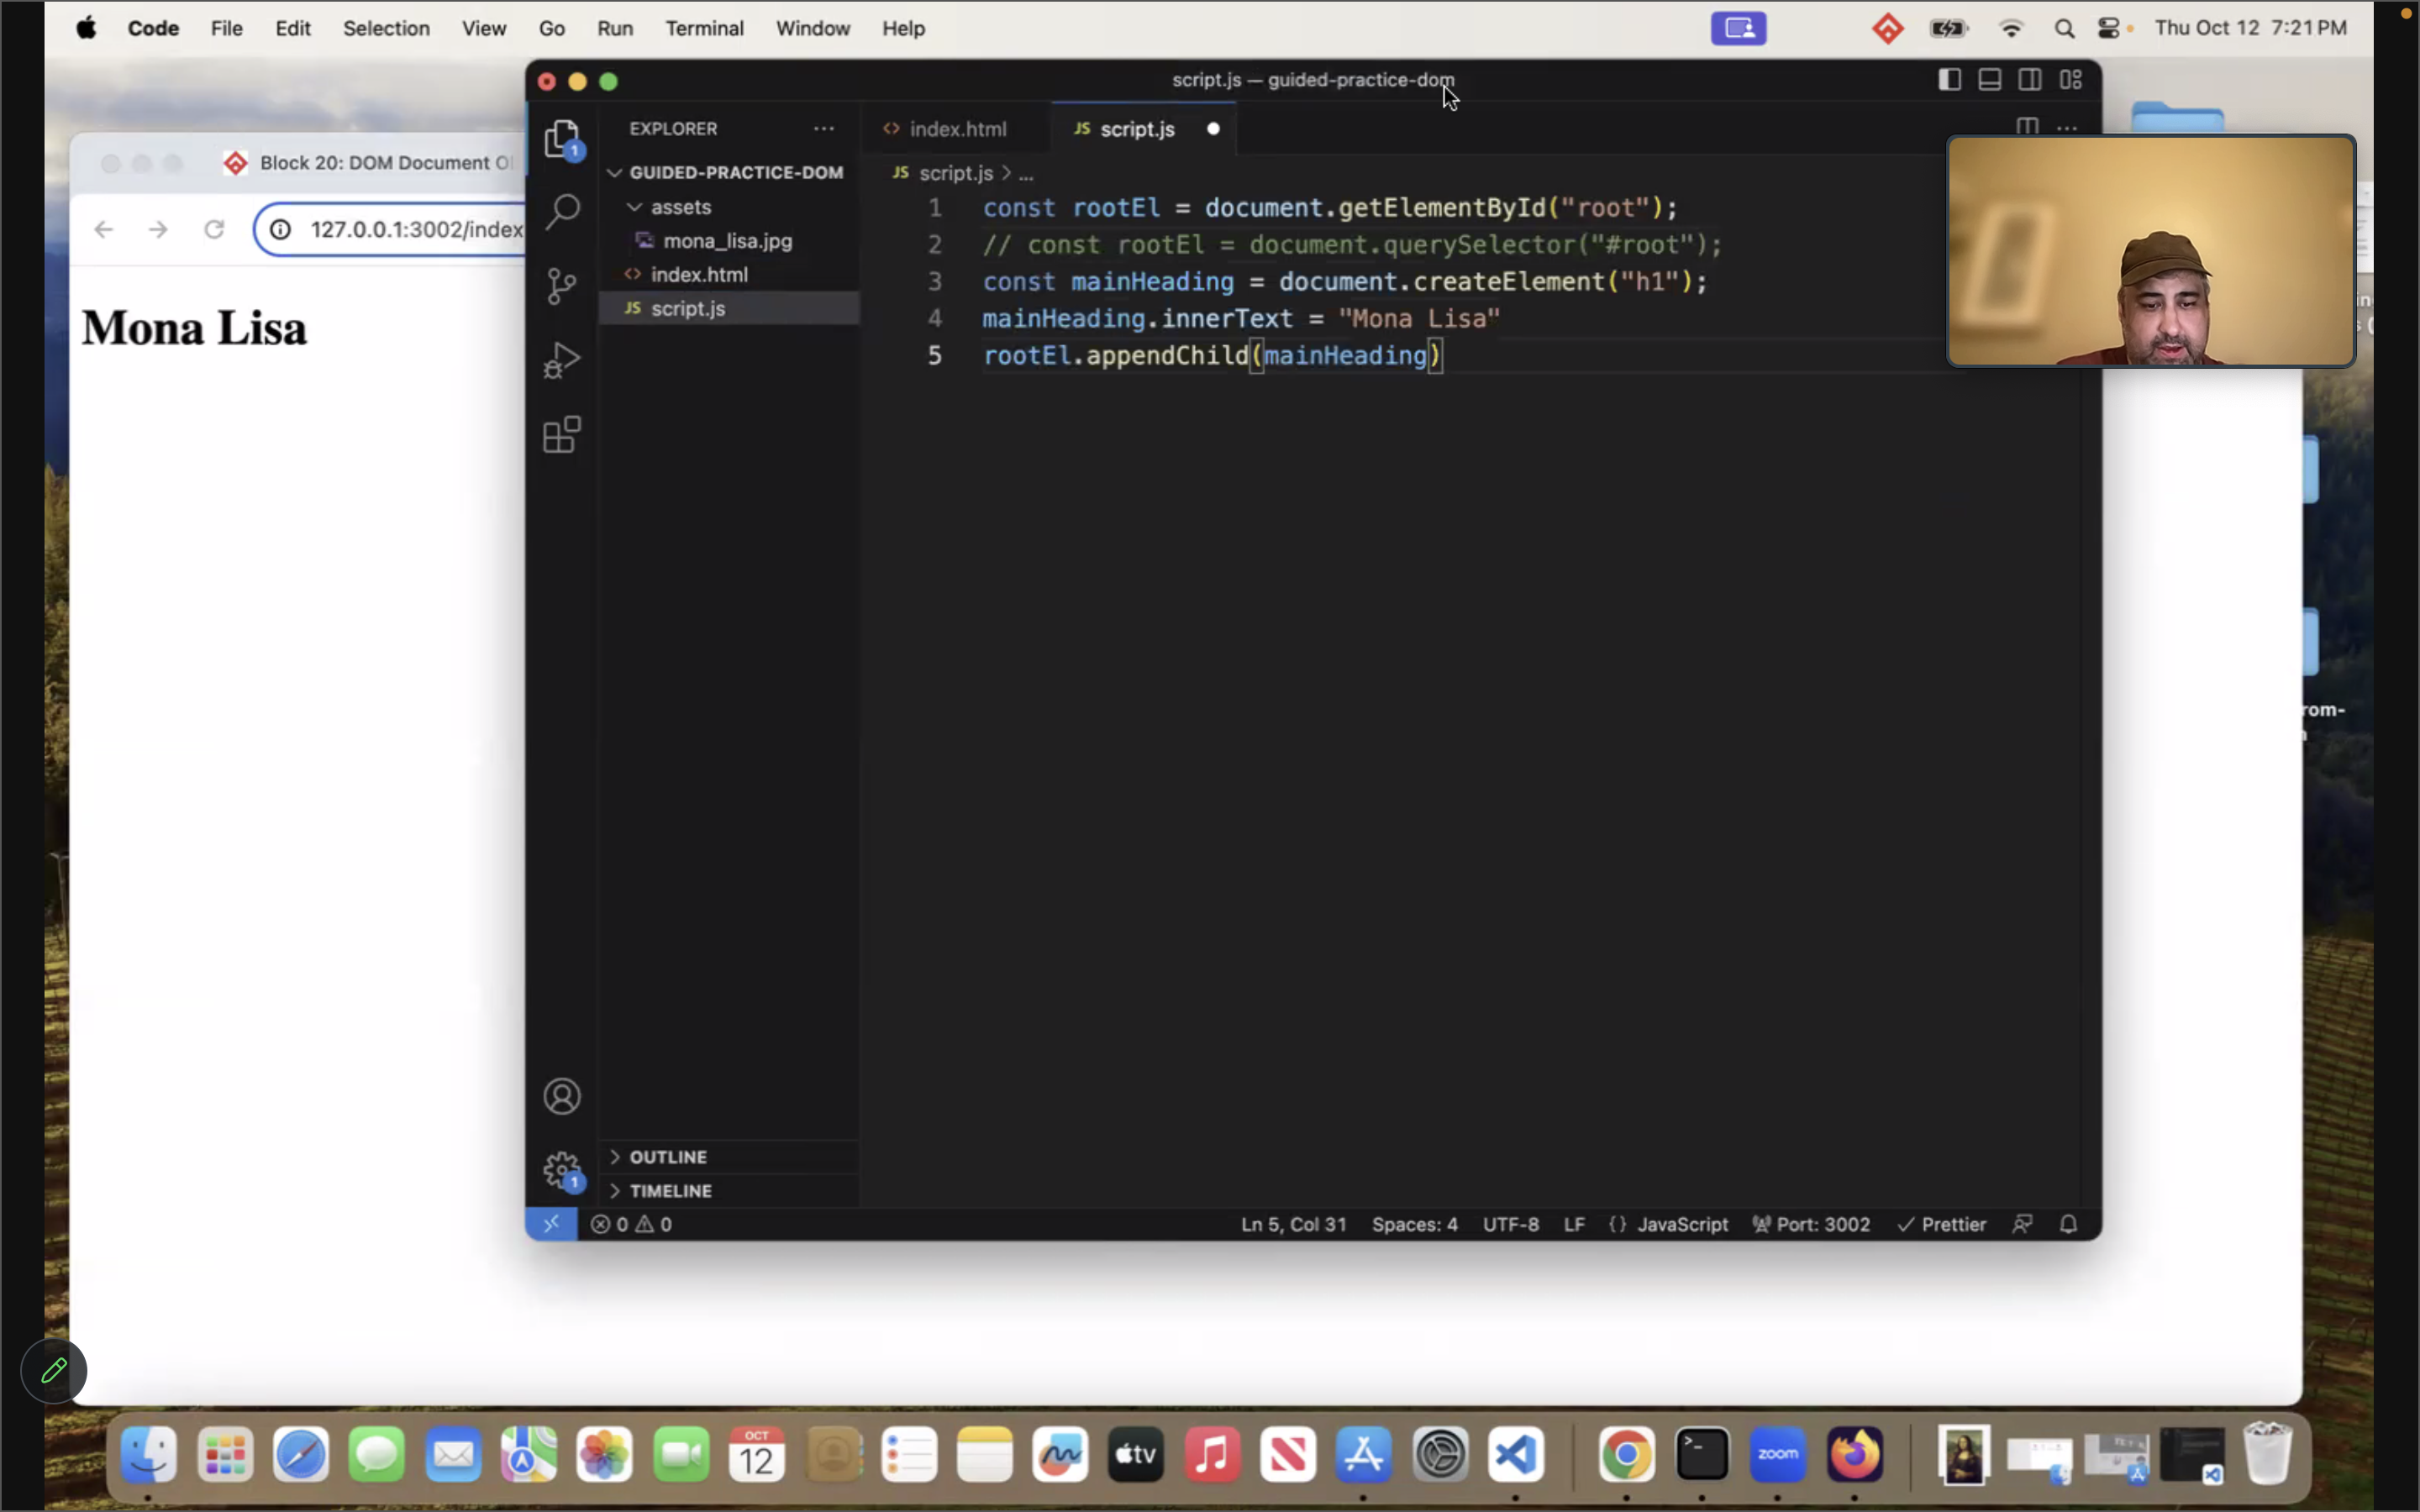 Code File Edit Selection View Go Run Terminal Window Help
Thu Oct 12 7:21 PM
script.js — guided-practice-dom
Block 20: DOM Document O
127.0.0.1:3002/index
Mona Lisa
EXPLORER
1
GUIDED-PRACTICE-DOM
assets
mona_lisa.jpg
<> index.html
JS script.js
<> index.html
JS script.js
JS script.js > ...
1 const rootEl = document.getElementById("root");
2 // const rootEl = document.querySelector("#root");
3 const mainHeading = document.createElement("h1");
4 mainHeading.innerText = "Mona Lisa"
5 rootEl.appendChild(mainHeading)
rom-
OUTLINE
1
TIMELINE
0 0
Ln 5, Col 31 Spaces: 4 UTF-8 LF {} JavaScript Port: 3002 Prettier
OCT
12
tv
>_
zoom